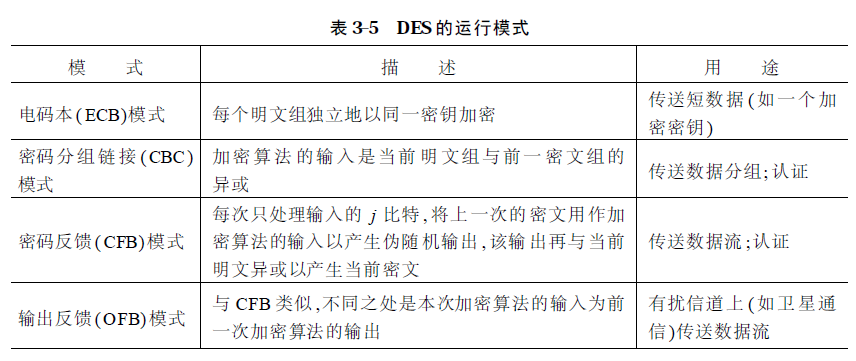 表 3-5 DES 的运行模式
模 式 描 述 用 途
电码本(ECB)模式
每个明文组独立地以同一密钥加密
传送短数据(如一个加
密密钥)
密码分组链接(CBC)
模式
加密算法的输入是当前明文组与前一密文组的
异或
传送数据分组;认证
密码反馈(CFB)模式
每次只处理输入的 j 比特,将上一次的密文用作加
密算法的输入以产生伪随机输出,该输出再与当前
明文异或以产生当前密文
传送数据流;认证
输出反馈(OFB)模式
与 CFB 类似,不同之处是本次加密算法的输入为前
一次加密算法的输出
有扰信道上(如卫星通
信)传送数据流